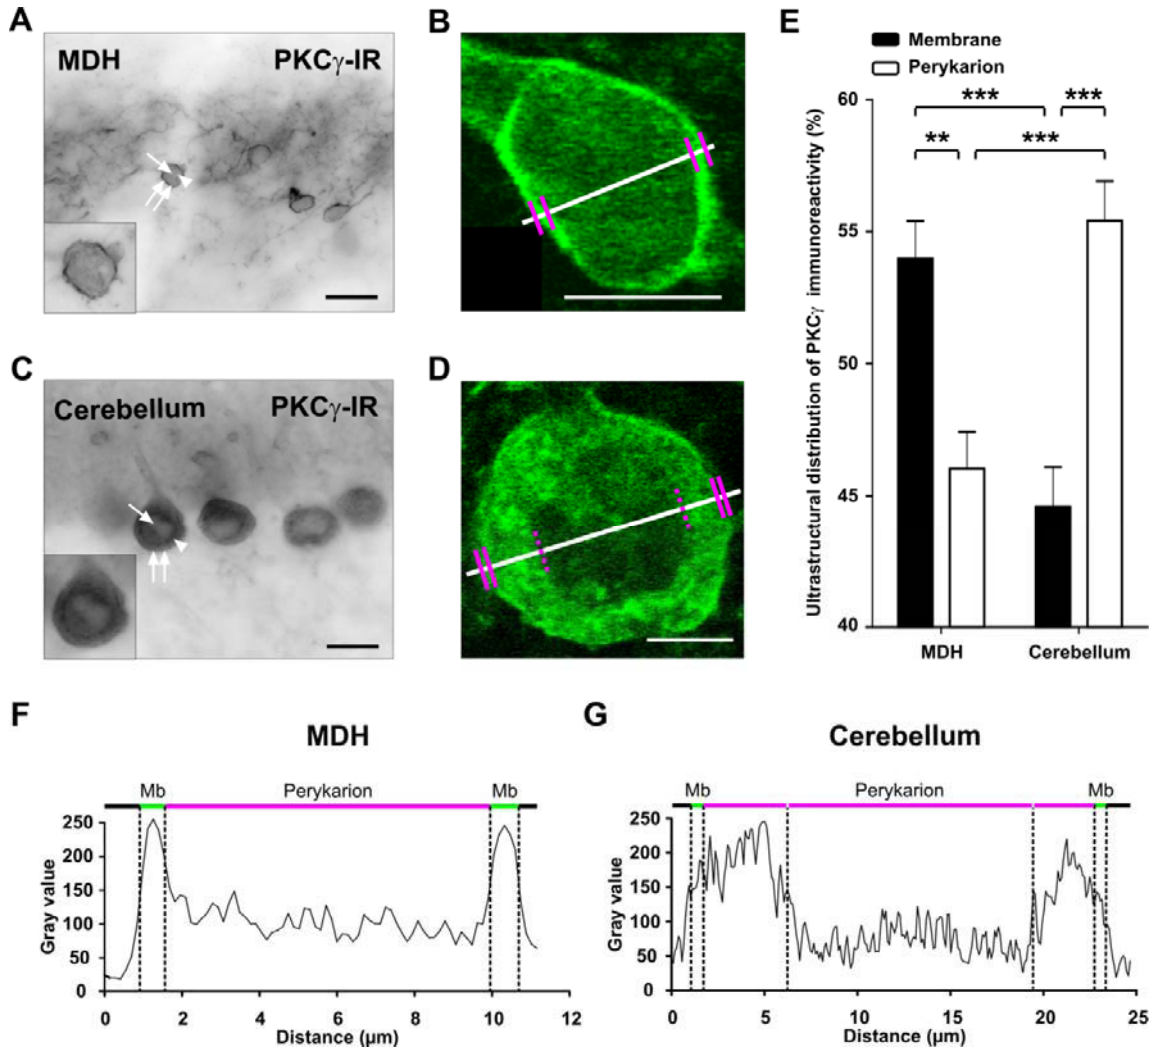 A
MDH PKCγ-IR
B
C
Cerebellum PKCγ-IR
D
E
Membrane
Perykarion
*** ***
** ***
Ultrastructural distribution of PKCγ immunoreactivity (%)
60
55
50
45
40
MDH Cerebellum
F
MDH
Mb Perykarion Mb
Gray value
250
200
150
100
50
0
0 2 4 6 8 10 12
Distance (µm)
G
Cerebellum
Mb Perykarion Mb
Gray value
250
200
150
100
50
0
0 5 10 15 20 25
Distance (µm)